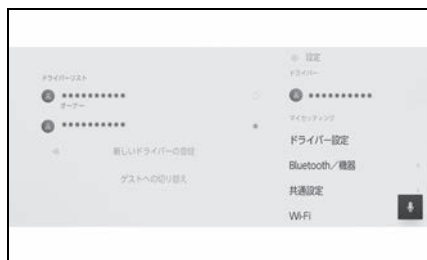 ドライバーリスト
**********
オーナー
**********
新しいドライバーの登録
ゲストへの切り替え
設定
ドライバー
**********
マイセッティング
ドライバー設定
Bluetooth／機器
共通設定
Wi-Fi